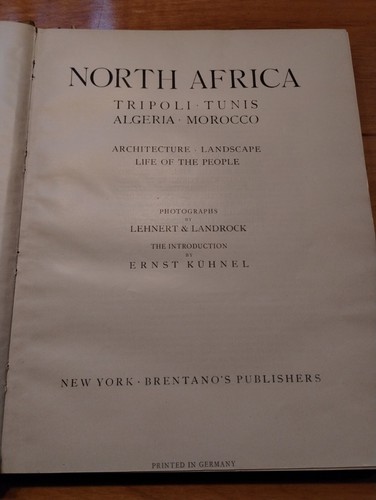 NORTH AFRICA
TRIPOLI · TUNIS
ALGERIA · MOROCCO
ARCHITECTURE · LANDSCAPE
LIFE OF THE PEOPLE
PHOTOGRAPHS
BY
LEHNERT & LANDROCK
THE INTRODUCTION
BY
ERNST KÜHNEL
NEW YORK · BRENTANO'S PUBLISHERS
PRINTED IN GERMANY